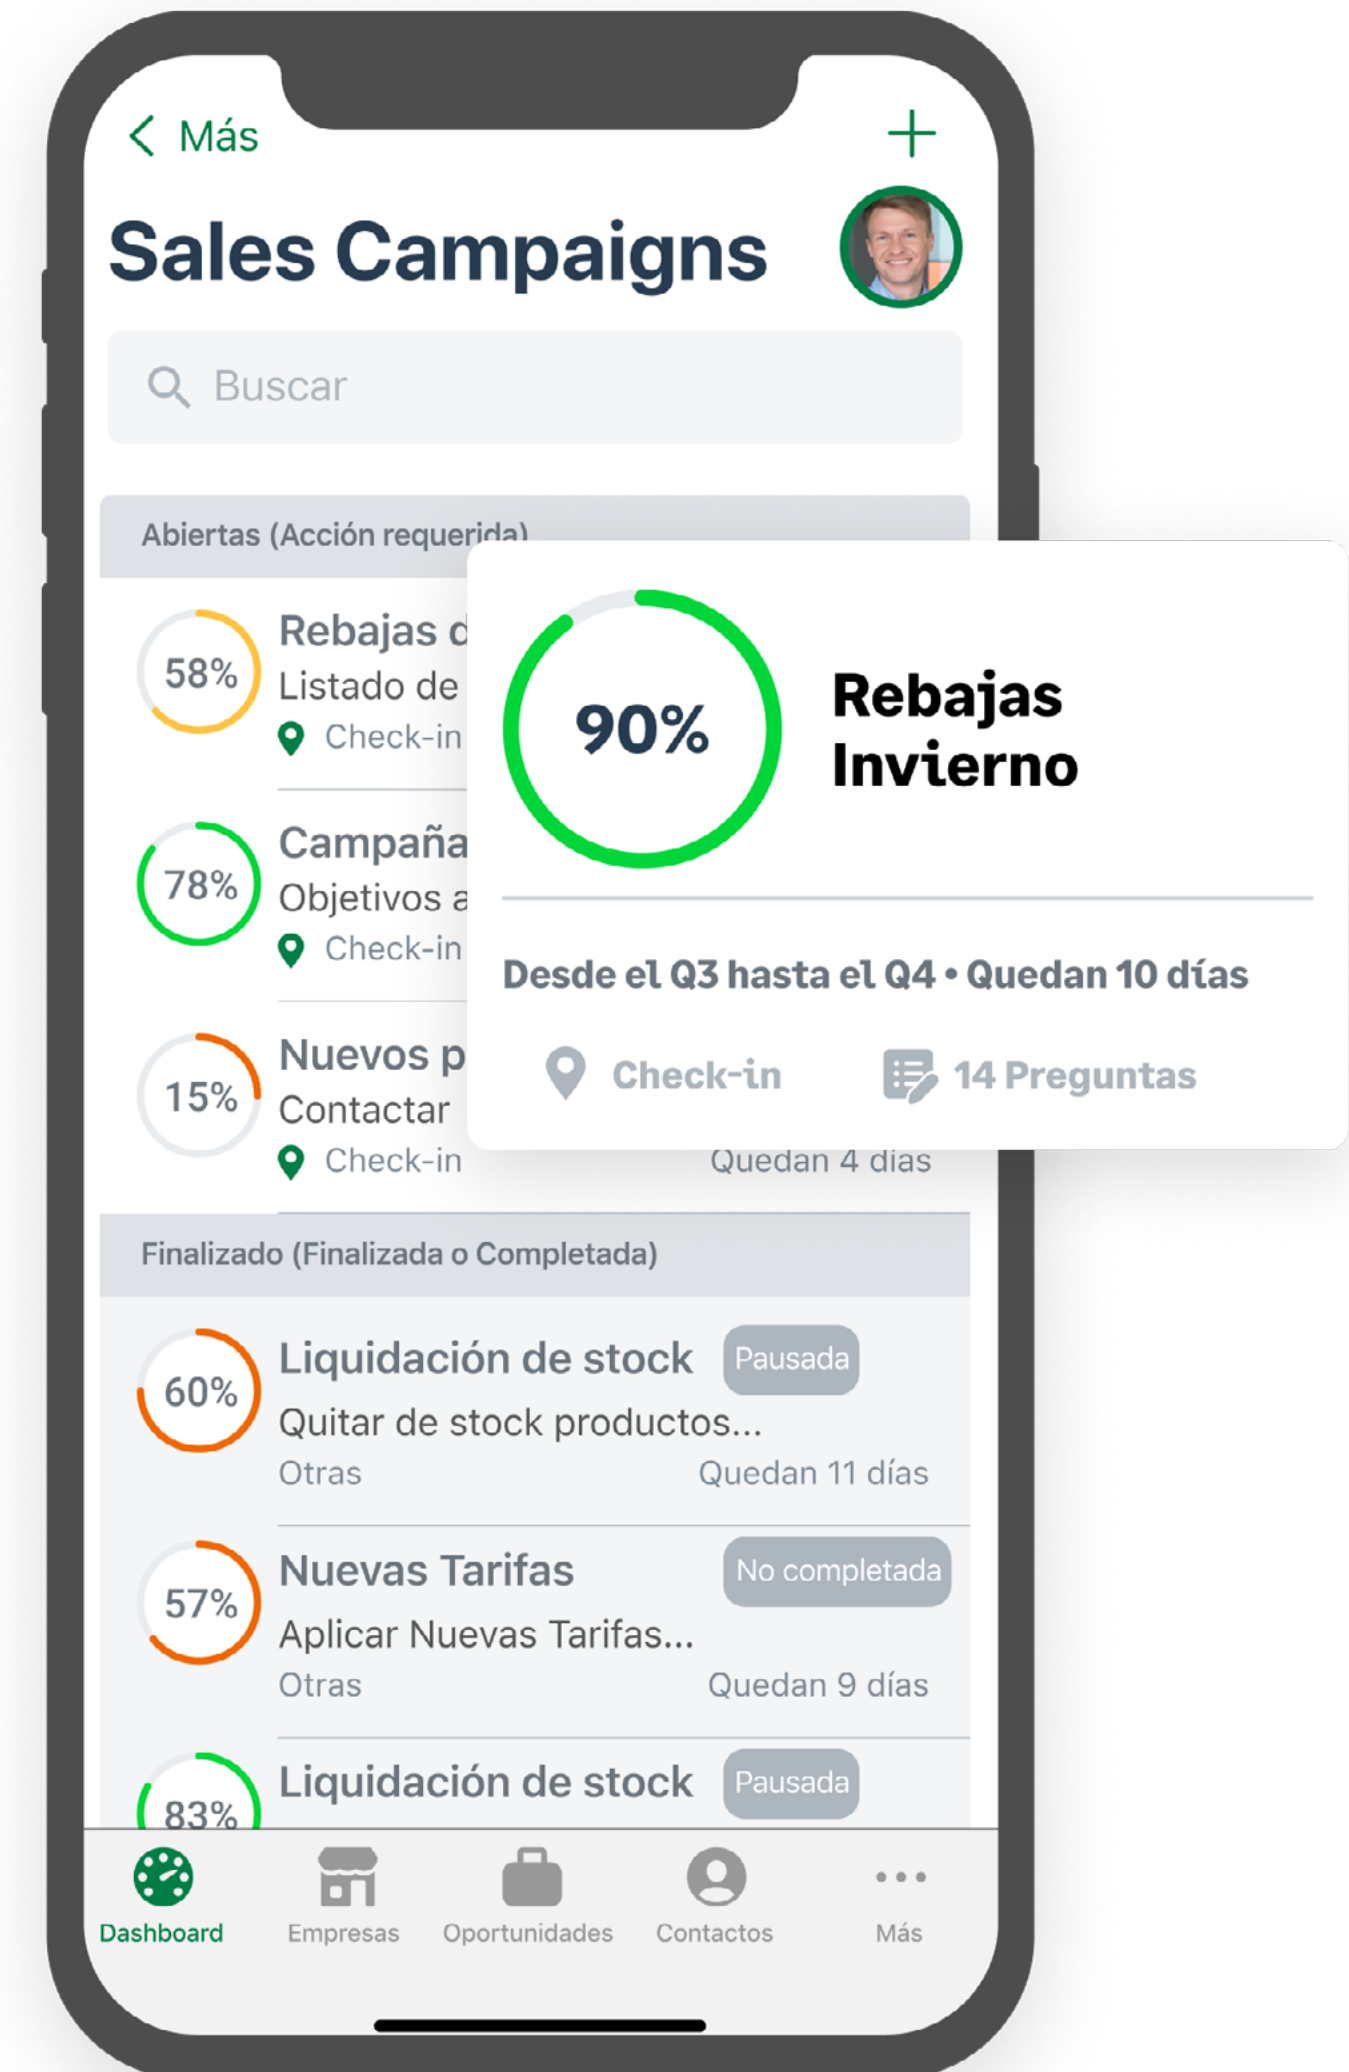 Más
Sales Campaigns
Buscar
Abiertas (Acción requerida)
58%
Rebajas
Listado de
Check-in
78%
Campaña
Objetivos
Check-in
15%
Nuevos
Contactar
Check-in
Quedan 4 días
90%
Rebajas
Invierno
Desde el Q3 hasta el Q4 • Quedan 10 días
Check-in
14 Preguntas
Finalizado (Finalizada o Completada)
60%
Liquidación de stock
Pausada
Quitar de stock productos...
Otras
Quedan 11 días
57%
Nuevas Tarifas
No completada
Aplicar Nuevas Tarifas...
Otras
Quedan 9 días
83%
Liquidación de stock
Pausada
Dashboard
Empresas
Oportunidades
Contactos
Más